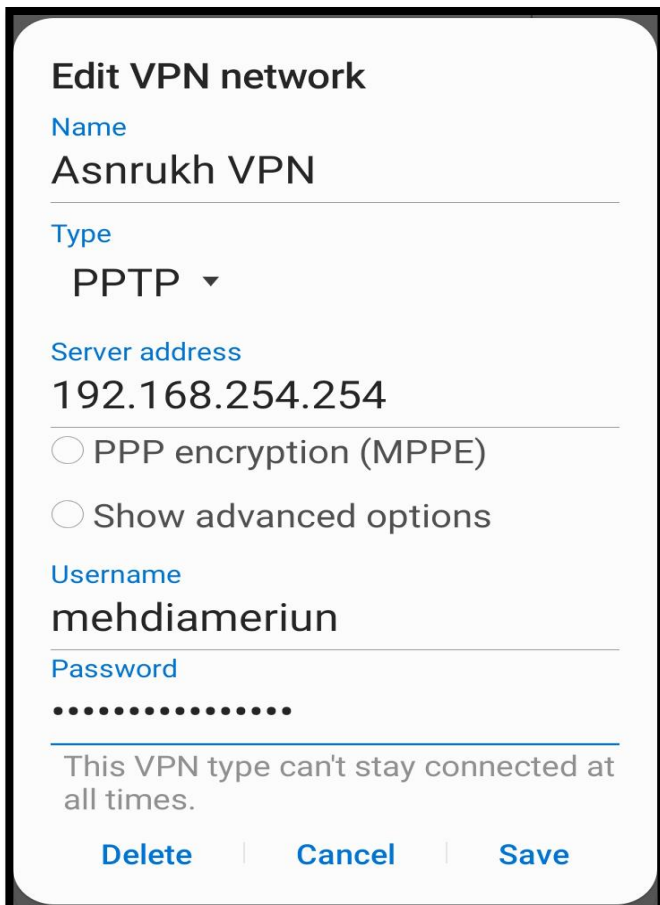 Edit VPN network
Name
Asnrukh VPN
Type
PPTP
Server address
192.168.254.254
PPP encryption (MPPE)
Show advanced options
Username
mehdiameriun
Password
••••••••••••••••
This VPN type can't stay connected at
all times.
Delete Cancel Save